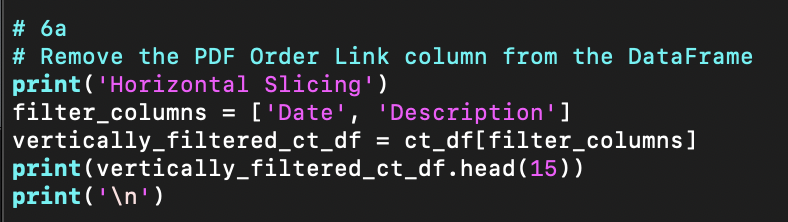 # 6a
# Remove the PDF Order Link column from the DataFrame
print('Horizontal Slicing')
filter_columns = ['Date', 'Description']
vertically_filtered_ct_df = ct_df[filter_columns]
print(vertically_filtered_ct_df.head(15))
print('\n')